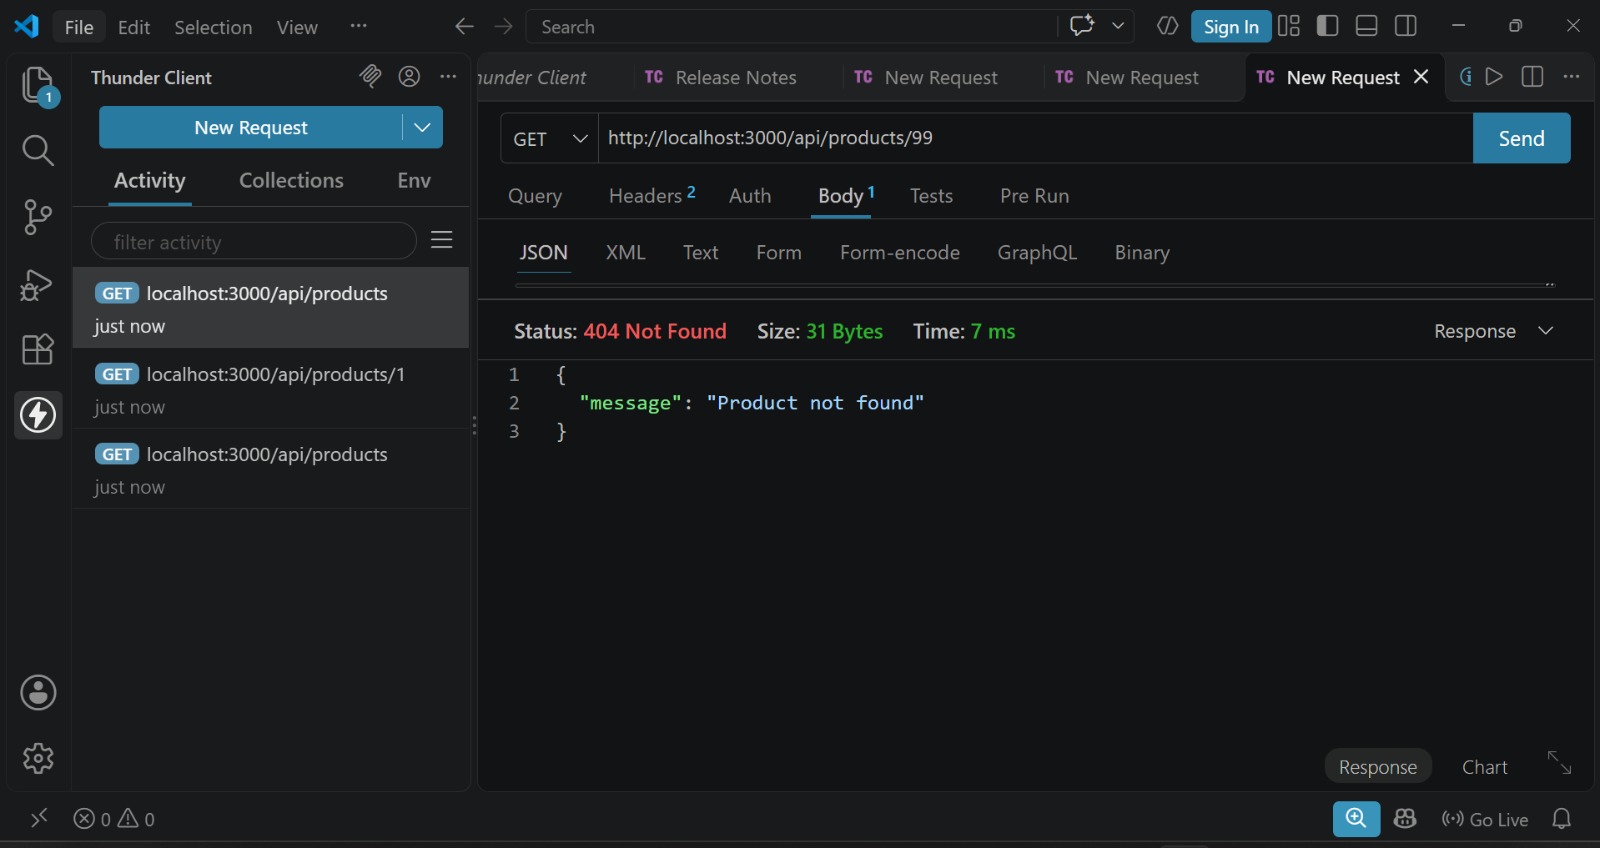 File Edit Selection View ··· Search Sign In
Thunder Client
hunder Client TC Release Notes TC New Request TC New Request TC New Request
New Request
GET http://localhost:3000/api/products/99 Send
Activity Collections Env
Query Headers 2 Auth Body 1 Tests Pre Run
filter activity
JSON XML Text Form Form-encode GraphQL Binary
GET localhost:3000/api/products
just now
GET localhost:3000/api/products/1
just now
GET localhost:3000/api/products
just now
1
Status: 404 Not Found Size: 31 Bytes Time: 7 ms Response
1 {
2 "message": "Product not found"
3 }
Response Chart
0 0 Go Live